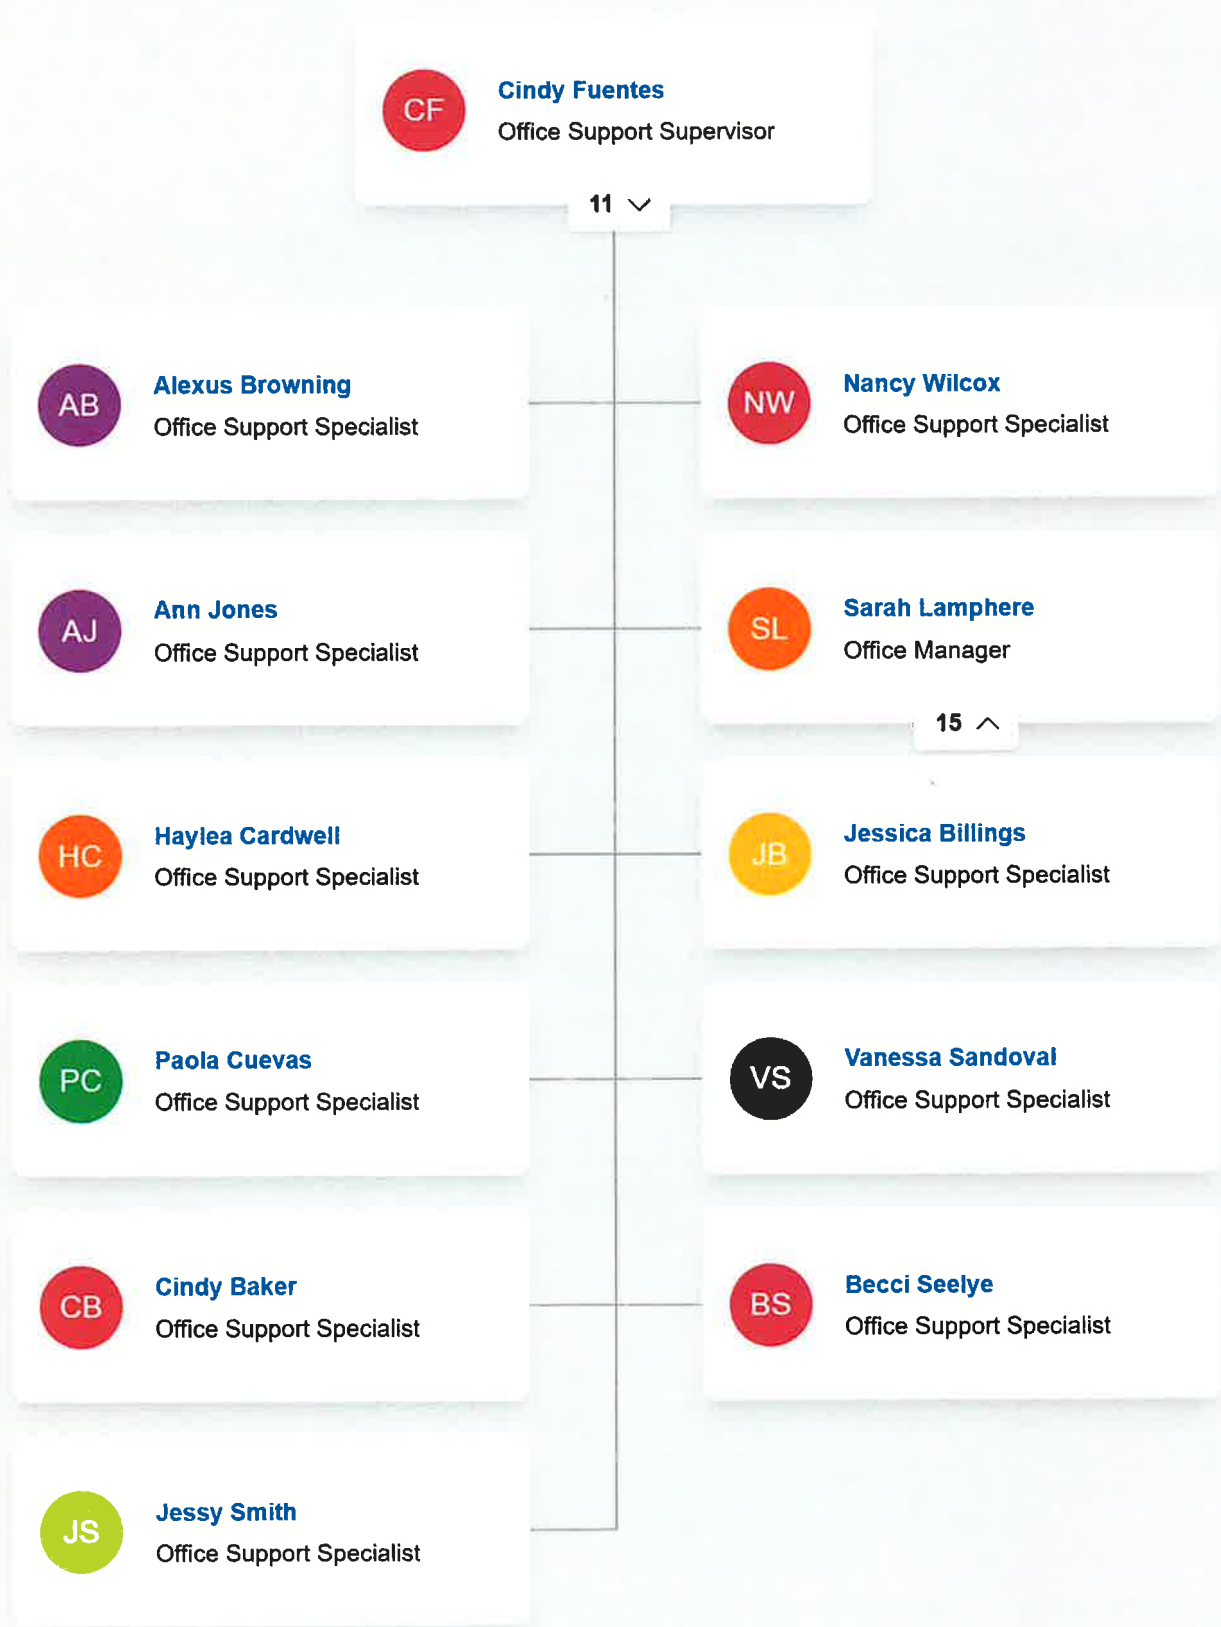 CF
Cindy Fuentes
Office Support Supervisor
11
AB
Alexus Browning
Office Support Specialist
NW
Nancy Wilcox
Office Support Specialist
AJ
Ann Jones
Office Support Specialist
SL
Sarah Lamphere
Office Manager
15
HC
Haylea Cardwell
Office Support Specialist
JB
Jessica Billings
Office Support Specialist
PC
Paola Cuevas
Office Support Specialist
VS
Vanessa Sandoval
Office Support Specialist
CB
Cindy Baker
Office Support Specialist
BS
Becci Seelye
Office Support Specialist
JS
Jessy Smith
Office Support Specialist